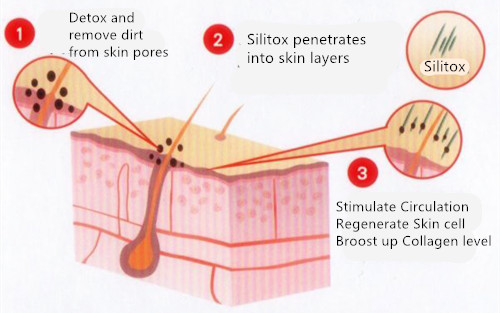 1
Detox and
remove dirt
from skin pores
2
Silitox penetrates
into skin layers
Silitox
3
Stimulate Circulation
Regenerate Skin cell
Broost up Collagen level